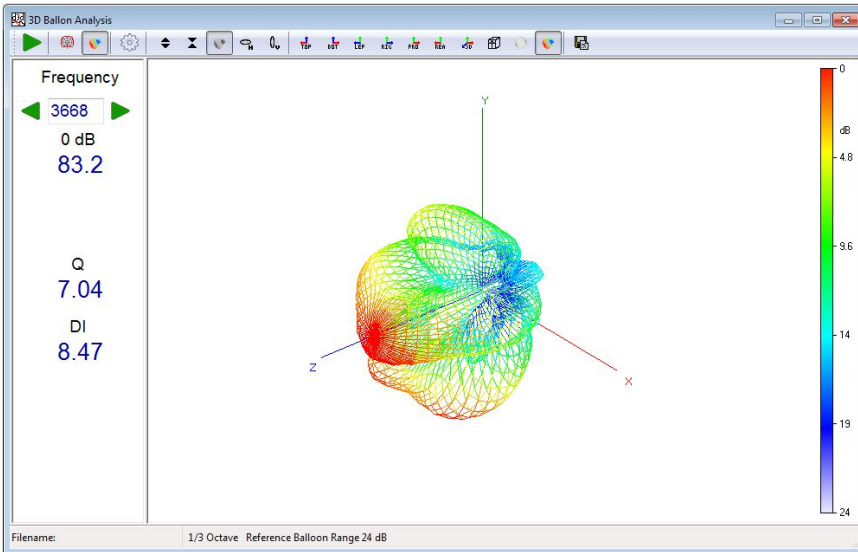 3D Ballon Analysis
TOP BOT LEF RIG FRO REA 3D
Frequency
3668
0 dB
83.2
Q
7.04
DI
8.47
Y
Z
X
0
dB
4.8
9.6
14
19
24
Filename:
1/3 Octave Reference Balloon Range 24 dB